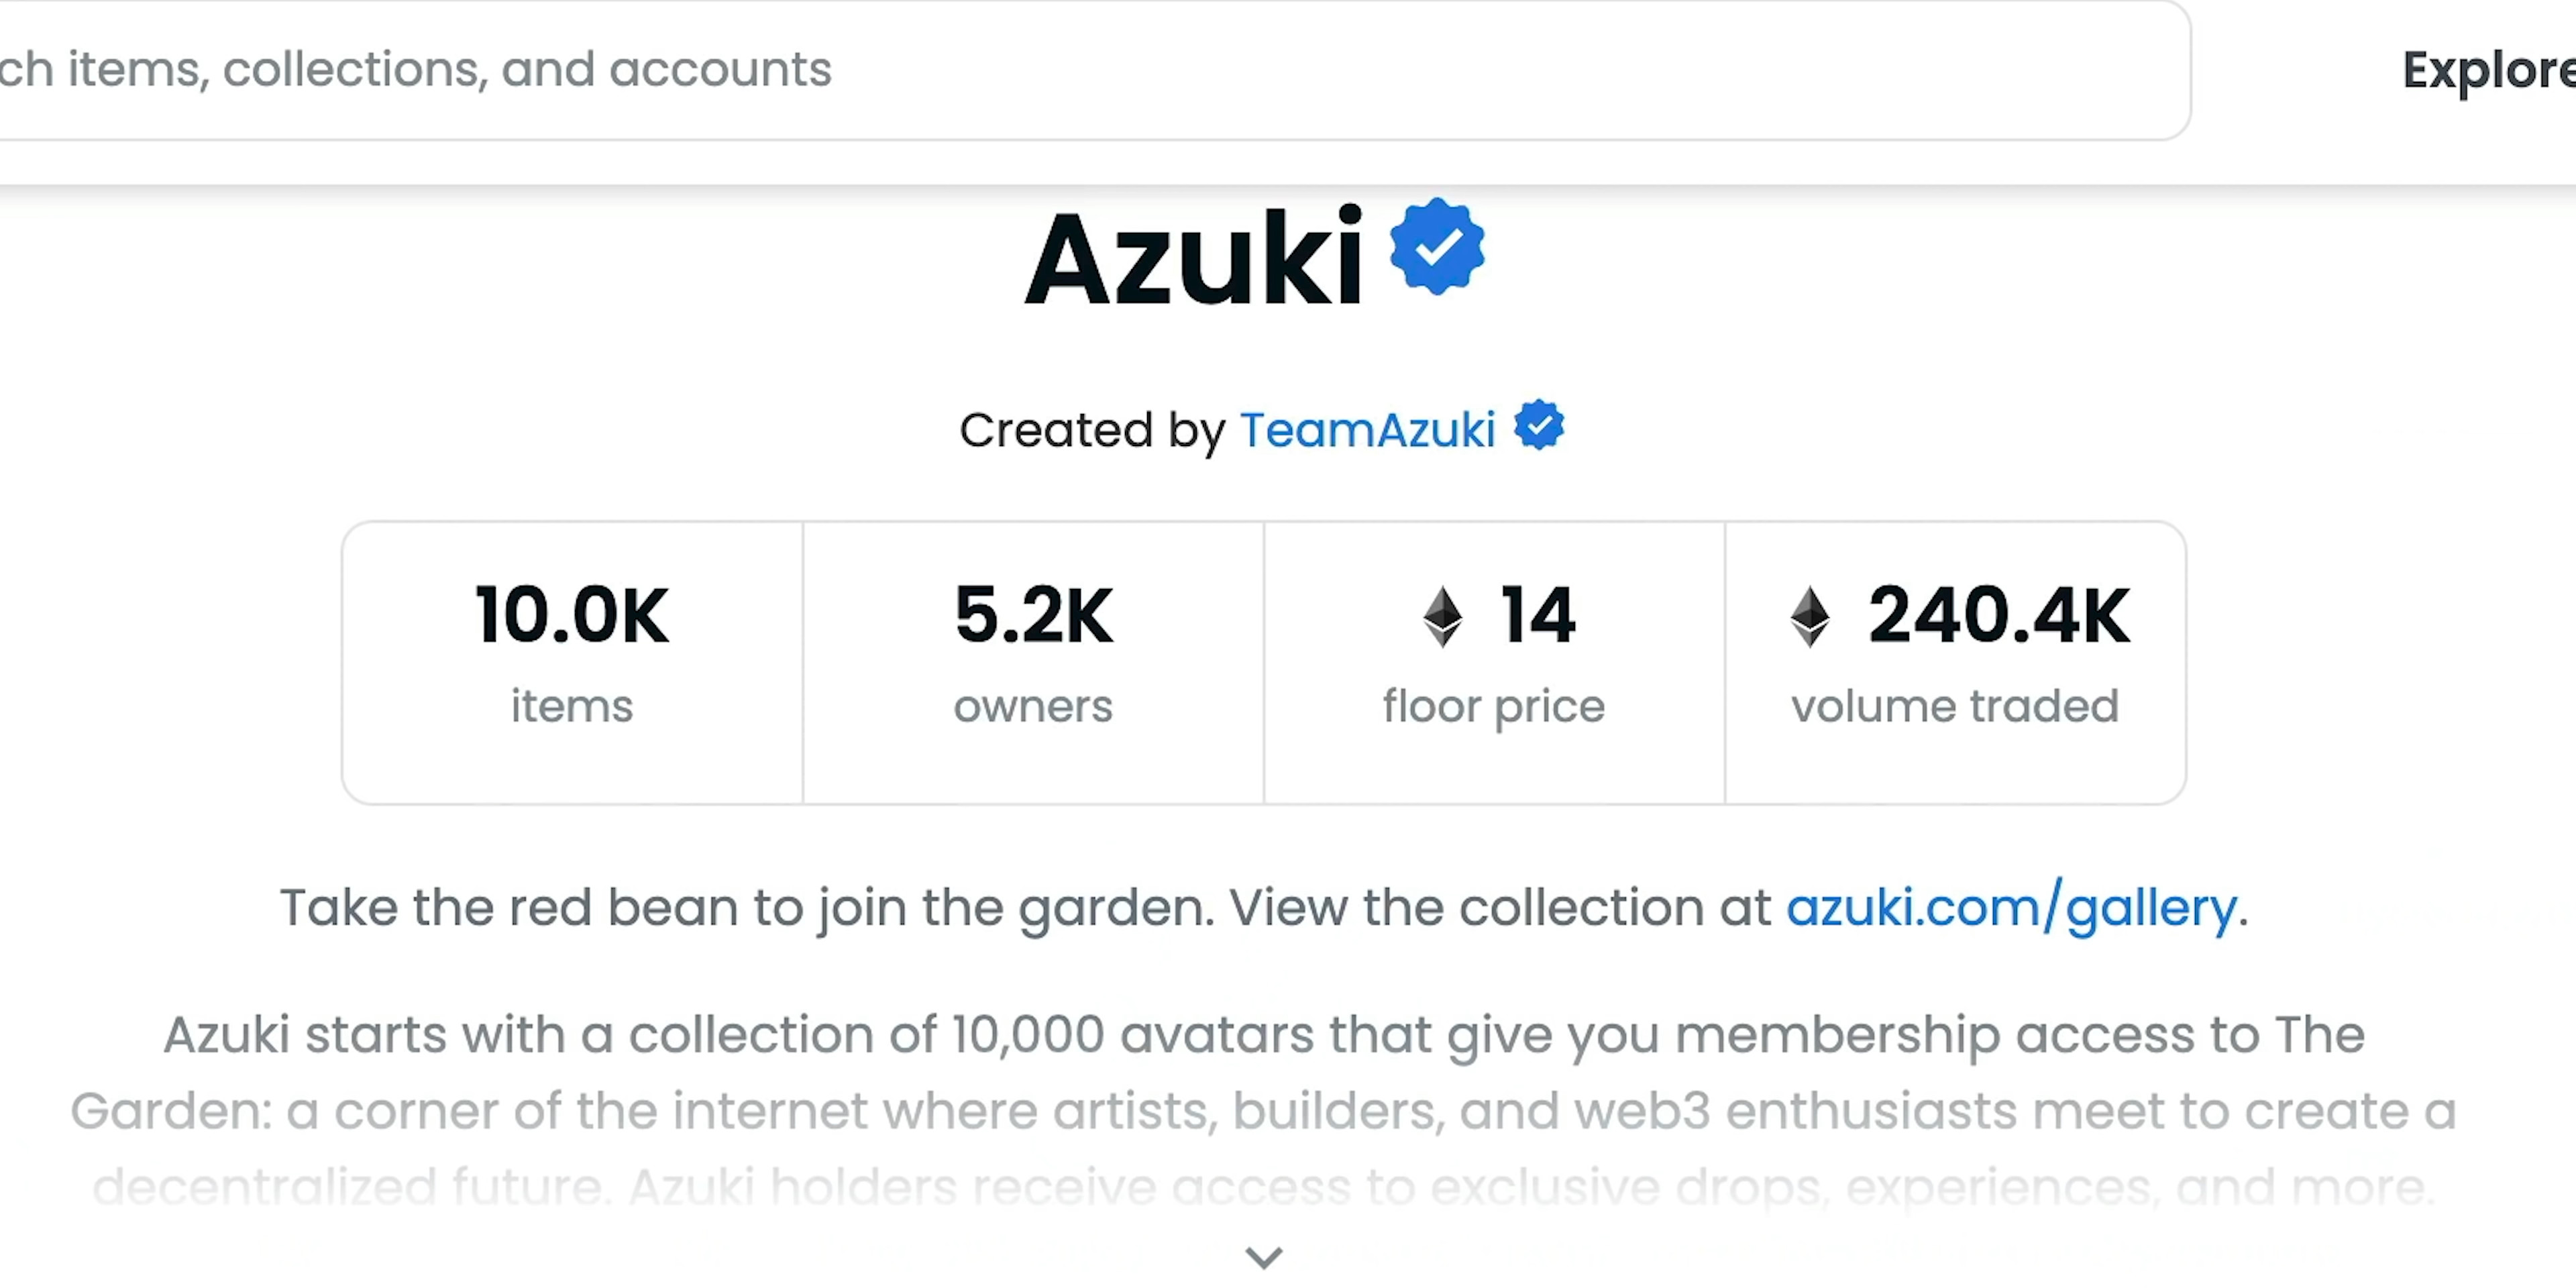 ch items, collections, and accounts
Explore
Azuki
Created by TeamAzuki
10.0K
items
5.2K
owners
14
floor price
240.4K
volume traded
Take the red bean to join the garden. View the collection at azuki.com/gallery.
Azuki starts with a collection of 10,000 avatars that give you membership access to The
Garden: a corner of the internet where artists, builders, and web3 enthusiasts meet to create a
decentralized future. Azuki holders receive access to exclusive drops, experiences, and more.